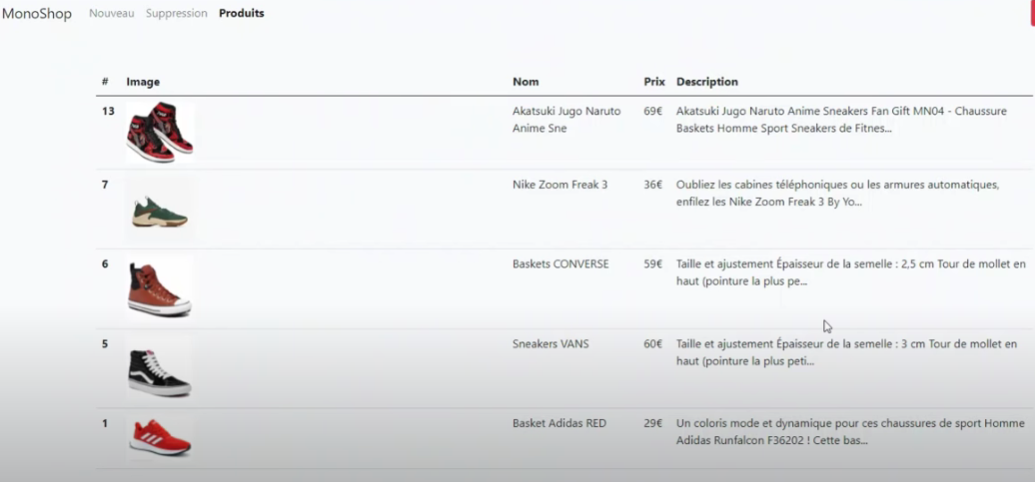 MonoShop Nouveau Suppression Produits
# Image Nom Prix Description
13 Akatsuki Jugo Naruto 69€ Akatsuki Jugo Naruto Anime Sneakers Fan Gift MN04 - Chaussure
Anime Sne Baskets Homme Sport Sneakers de Fitnes...
7 Nike Zoom Freak 3 36€ Oubliez les cabines téléphoniques ou les armures automatiques,
enfilez les Nike Zoom Freak 3 By Yo...
6 Baskets CONVERSE 59€ Taille et ajustement Épaisseur de la semelle : 2,5 cm Tour de mollet en
haut (pointure la plus pe...
5 Sneakers VANS 60€ Taille et ajustement Épaisseur de la semelle : 3 cm Tour de mollet en
haut (pointure la plus peti...
1 Basket Adidas RED 29€ Un coloris mode et dynamique pour ces chaussures de sport Homme
Adidas Runfalcon F36202 ! Cette bas...